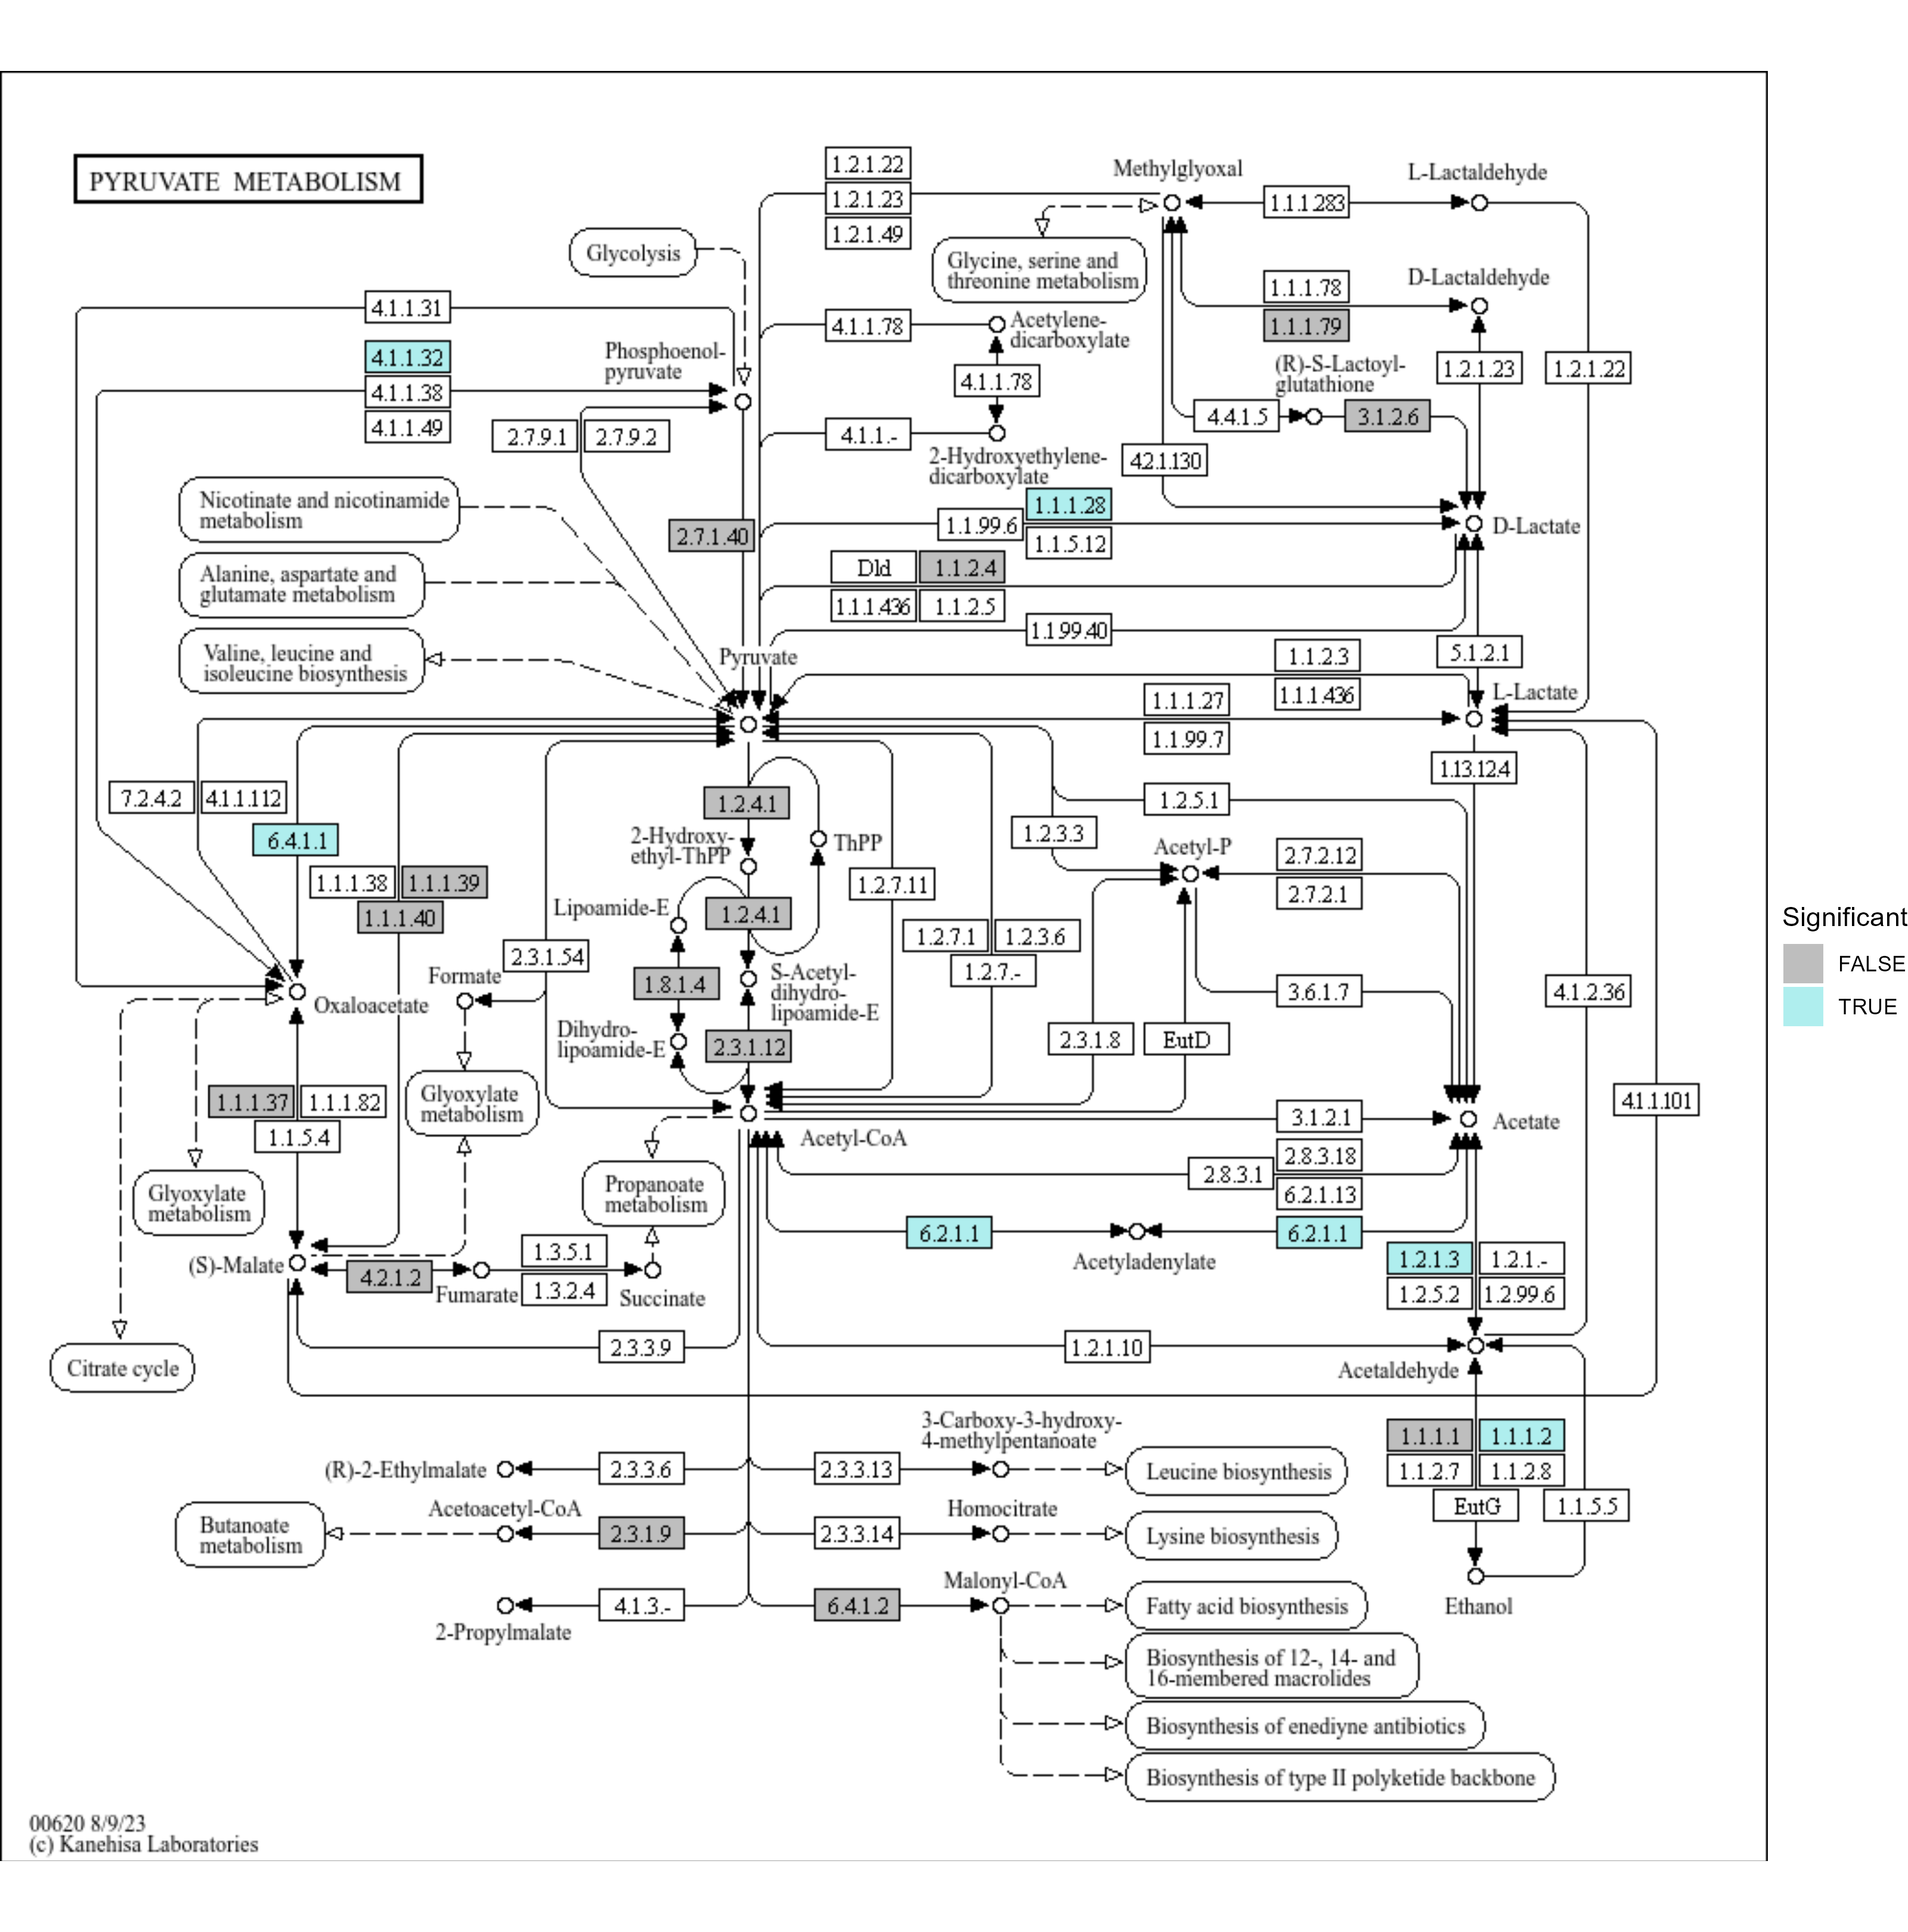 PYRUVATE METABOLISM
1.2.1.22
1.2.1.23
1.2.1.49
Methylglyoxal
1.1.1.283
L-Lactaldehyde
Glycolysis
Glycine, serine and
threonine metabolism
1.1.1.78
1.1.1.79
D-Lactaldehyde
4.1.1.31
4.1.1.32
4.1.1.38
4.1.1.49
Phosphoenol-
pyruvate
4.1.1.78
Acetylene-
dicarboxylate
4.1.1.78
(R)-S-Lactoyl-
glutathione
1.2.1.23
1.2.1.22
2.7.9.1
2.7.9.2
4.1.1.-
2-Hydroxyethylene-
dicarboxylate
4.4.1.5
3.1.2.6
4.2.1.130
Nicotinate and nicotinamide
metabolism
2.7.1.40
1.1.99.6
1.1.1.28
1.1.5.12
D-Lactate
Alanine, aspartate and
glutamate metabolism
Dld
1.1.2.4
1.1.1.436
1.1.2.5
1.1.99.40
Valine, leucine and
isoleucine biosynthesis
Pyruvate
1.1.2.3
1.1.1.436
5.1.2.1
1.1.1.27
1.1.99.7
L-Lactate
1.13.12.4
7.2.4.2
4.1.1.112
6.4.1.1
1.2.4.1
2-Hydroxy-
ethyl-ThPP
ThPP
1.2.5.1
1.2.3.3
Acetyl-P
2.7.2.12
2.7.2.1
1.1.1.38
1.1.1.39
1.1.1.40
1.2.7.11
Lipoamide-E
1.2.4.1
1.2.7.1
1.2.3.6
1.2.7.-
2.3.1.54
Formate
1.8.1.4
S-Acetyl-
dihydro-
lipoamide-E
3.6.1.7
4.1.2.36
Oxaloacetate
Dihydro-
lipoamide-E
2.3.1.12
2.3.1.8
EutD
1.1.1.37
1.1.1.82
1.1.5.4
Glyoxylate
metabolism
4.1.1.101
Acetyl-CoA
3.1.2.1
Acetate
2.8.3.18
2.8.3.1
6.2.1.13
Glyoxylate
metabolism
Propanoate
metabolism
6.2.1.1
Acetyladenylate
6.2.1.1
(S)-Malate
4.2.1.2
Fumarate
1.3.5.1
1.3.2.4
Succinate
1.2.1.3
1.2.1.-
1.2.5.2
1.2.99.6
2.3.3.9
1.2.1.10
Acetaldehyde
Citrate cycle
3-Carboxy-3-hydroxy-
4-methylpentanoate
1.1.1.1
1.1.1.2
1.1.2.7
1.1.2.8
(R)-2-Ethylmalate
2.3.3.6
2.3.3.13
Leucine biosynthesis
EutG
1.1.5.5
Acetoacetyl-CoA
Homocitrate
Butanoate
metabolism
2.3.1.9
2.3.3.14
Lysine biosynthesis
Malonyl-CoA
4.1.3.-
6.4.1.2
Fatty acid biosynthesis
Ethanol
2-Propylmalate
Biosynthesis of 12-, 14- and
16-membered macrolides
Biosynthesis of enediyne antibiotics
Biosynthesis of type II polyketide backbone
00620 8/9/23
(c) Kanehisa Laboratories
Significant
FALSE
TRUE